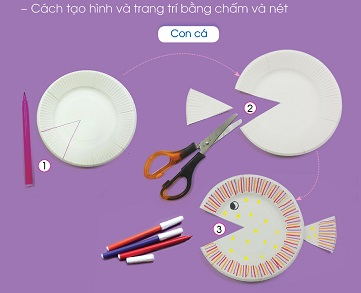 – Cách tạo hình và trang trí bằng chấm và nét
Con cá
1
2
3